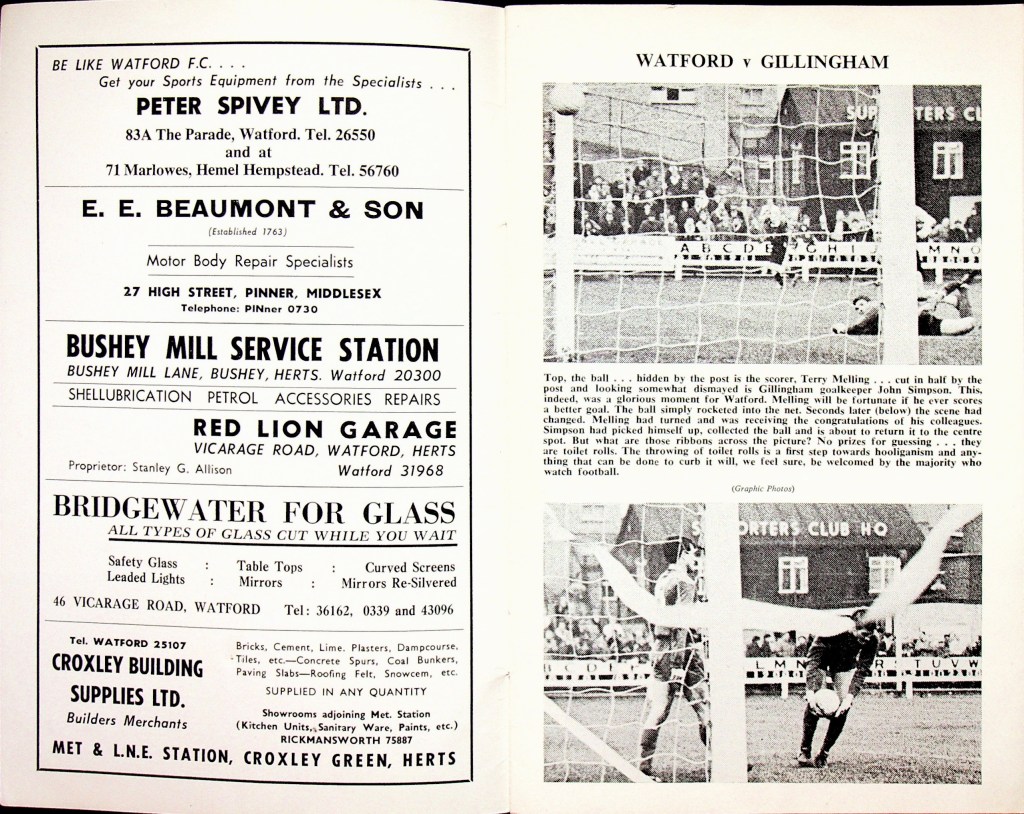 BE LIKE WATFORD F.C. . . .
Get your Sports Equipment from the Specialists . . .
PETER SPIVEY LTD.
83A The Parade, Watford. Tel. 26550
and at
71 Marlowes, Hemel Hempstead. Tel. 56760
E. E. BEAUMONT & SON
(Established 1763)
Motor Body Repair Specialists
27 HIGH STREET, PINNER, MIDDLESEX
Telephone: PINner 0730
BUSHEY MILL SERVICE STATION
BUSHEY MILL LANE, BUSHEY, HERTS. Watford 20300
SHELLUBRICATION PETROL ACCESSORIES REPAIRS
RED LION GARAGE
VICARAGE ROAD, WATFORD, HERTS
Proprietor: Stanley G. Allison Watford 31968
BRIDGEWATER FOR GLASS
ALL TYPES OF GLASS CUT WHILE YOU WAIT
Safety Glass : Table Tops : Curved Screens
Leaded Lights : Mirrors : Mirrors Re-Silvered
46 VICARAGE ROAD, WATFORD Tel: 36162, 0339 and 43096
Tel. WATFORD 25107
CROXLEY BUILDING
SUPPLIES LTD.
Builders Merchants
Bricks, Cement, Lime. Plasters, Dampcourse,
Tiles, etc.—Concrete Spurs, Coal Bunkers,
Paving Slabs—Roofing Felt, Snowcem, etc.
SUPPLIED IN ANY QUANTITY
Showrooms adjoining Met. Station
(Kitchen Units, Sanitary Ware, Paints, etc.)
RICKMANSWORTH 75887
MET & L.N.E. STATION, CROXLEY GREEN, HERTS
WATFORD v GILLINGHAM
SUP TERS CL
A B C D E G H I M N O
Top, the ball . . . hidden by the post is the scorer, Terry Melling . . . cut in half by the
post and looking somewhat dismayed is Gillingham goalkeeper John Simpson. This,
indeed, was a glorious moment for Watford. Melling will be fortunate if he ever scores
a better goal. The ball simply rocketed into the net. Seconds later (below) the scene had
changed. Melling had turned and was receiving the congratulations of his colleagues.
Simpson had picked himself up, collected the ball and is about to return it to the centre
spot. But what are those ribbons across the picture? No prizes for guessing . . . they
are toilet rolls. The throwing of toilet rolls is a first step towards hooliganism and any-
thing that can be done to curb it will, we feel sure, be welcomed by the majority who
watch football.
(Graphic Photos)
S PORTERS CLUB HQ
B C D E F L M N R S T U V W